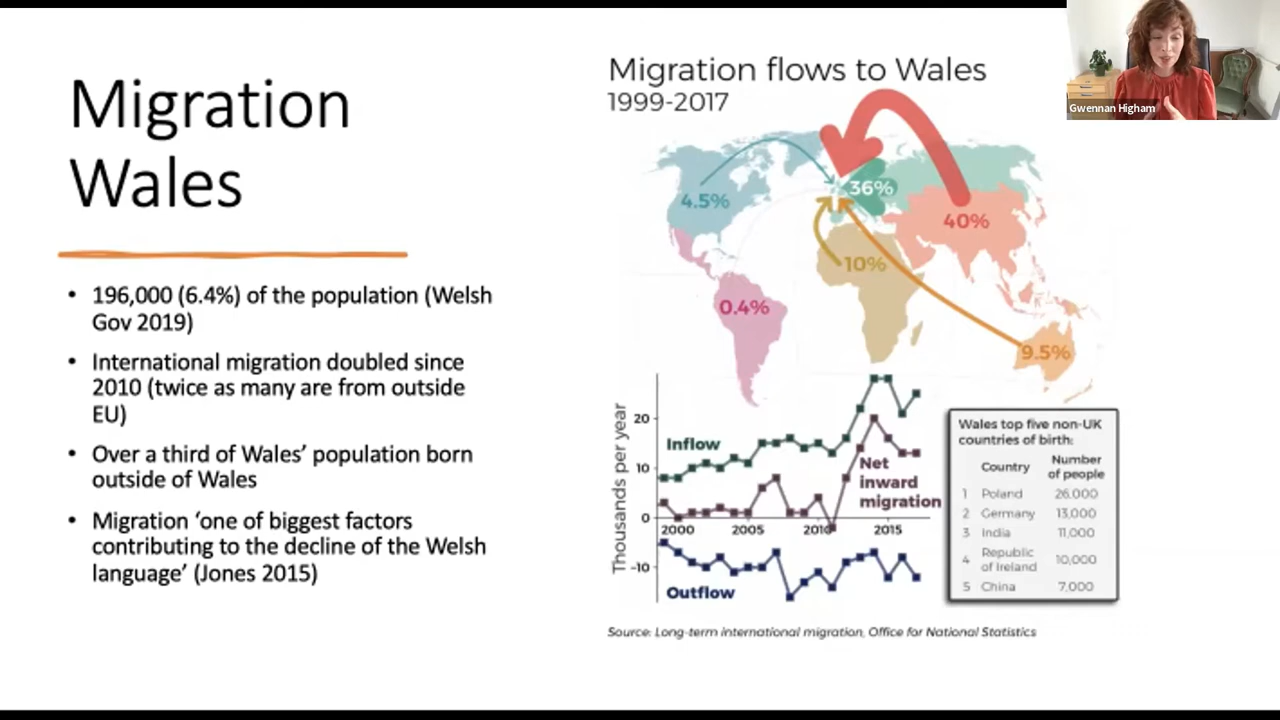 Migration
Wales
• 196,000 (6.4%) of the population (Welsh
Gov 2019)
• International migration doubled since
2010 (twice as many are from outside
EU)
• Over a third of Wales’ population born
outside of Wales
• Migration ‘one of biggest factors
contributing to the decline of the Welsh
language’ (Jones 2015)
Migration flows to Wales
1999-2017
4.5%
36%
40%
10%
0.4%
9.5%
Thousands per year
20
10
0
-10
Inflow
Net
inward
migration
2000 2005 2010 2015
Outflow
Wales top five non-UK
countries of birth:
Country Number of people
1 Poland 26,000
2 Germany 13,000
3 India 11,000
4 Republic of Ireland 10,000
5 China 7,000
Source: Long-term international migration, Office for National Statistics
Gwennan Higham